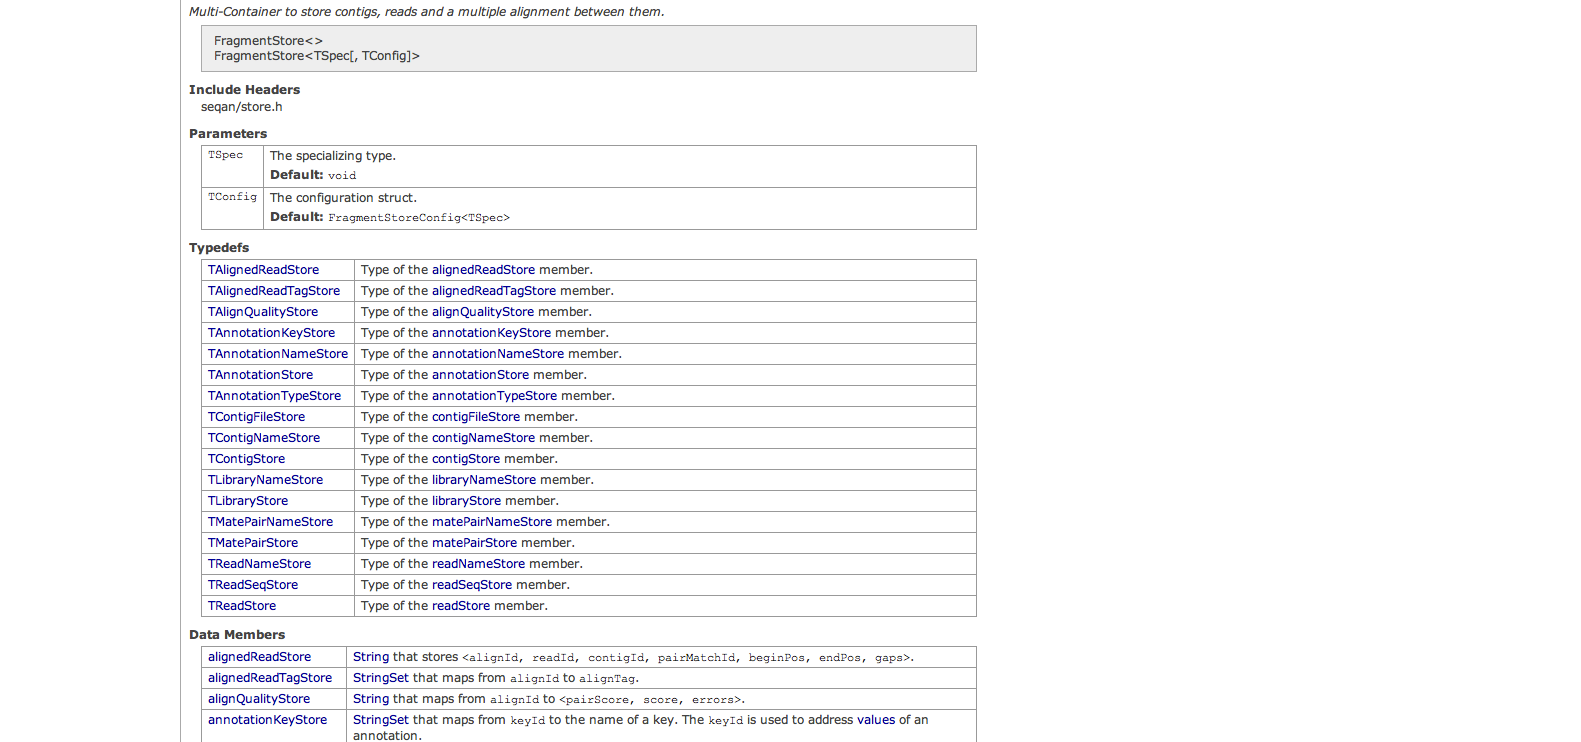 Multi-Container to store contigs, reads and a multiple alignment between them.
FragmentStore<>
FragmentStore<TSpec[, TConfig]>
Include Headers
seqan/store.h
Parameters
TSpec The specializing type.
Default: void
TConfig The configuration struct.
Default: FragmentStoreConfig<TSpec>
Typedefs
TAlignedReadStore Type of the alignedReadStore member.
TAlignedReadTagStore Type of the alignedReadTagStore member.
TAlignQualityStore Type of the alignQualityStore member.
TAnnotationKeyStore Type of the annotationKeyStore member.
TAnnotationNameStore Type of the annotationNameStore member.
TAnnotationStore Type of the annotationStore member.
TAnnotationTypeStore Type of the annotationTypeStore member.
TContigFileStore Type of the contigFileStore member.
TContigNameStore Type of the contigNameStore member.
TContigStore Type of the contigStore member.
TLibraryNameStore Type of the libraryNameStore member.
TLibraryStore Type of the libraryStore member.
TMatePairNameStore Type of the matePairNameStore member.
TMatePairStore Type of the matePairStore member.
TReadNameStore Type of the readNameStore member.
TReadSeqStore Type of the readSeqStore member.
TReadStore Type of the readStore member.
Data Members
alignedReadStore String that stores <alignId, readId, contigId, pairMatchId, beginPos, endPos, gaps>.
alignedReadTagStore StringSet that maps from alignId to alignTag.
alignQualityStore String that maps from alignId to <pairScore, score, errors>.
annotationKeyStore StringSet that maps from keyId to the name of a key. The keyId is used to address values of an
annotation.